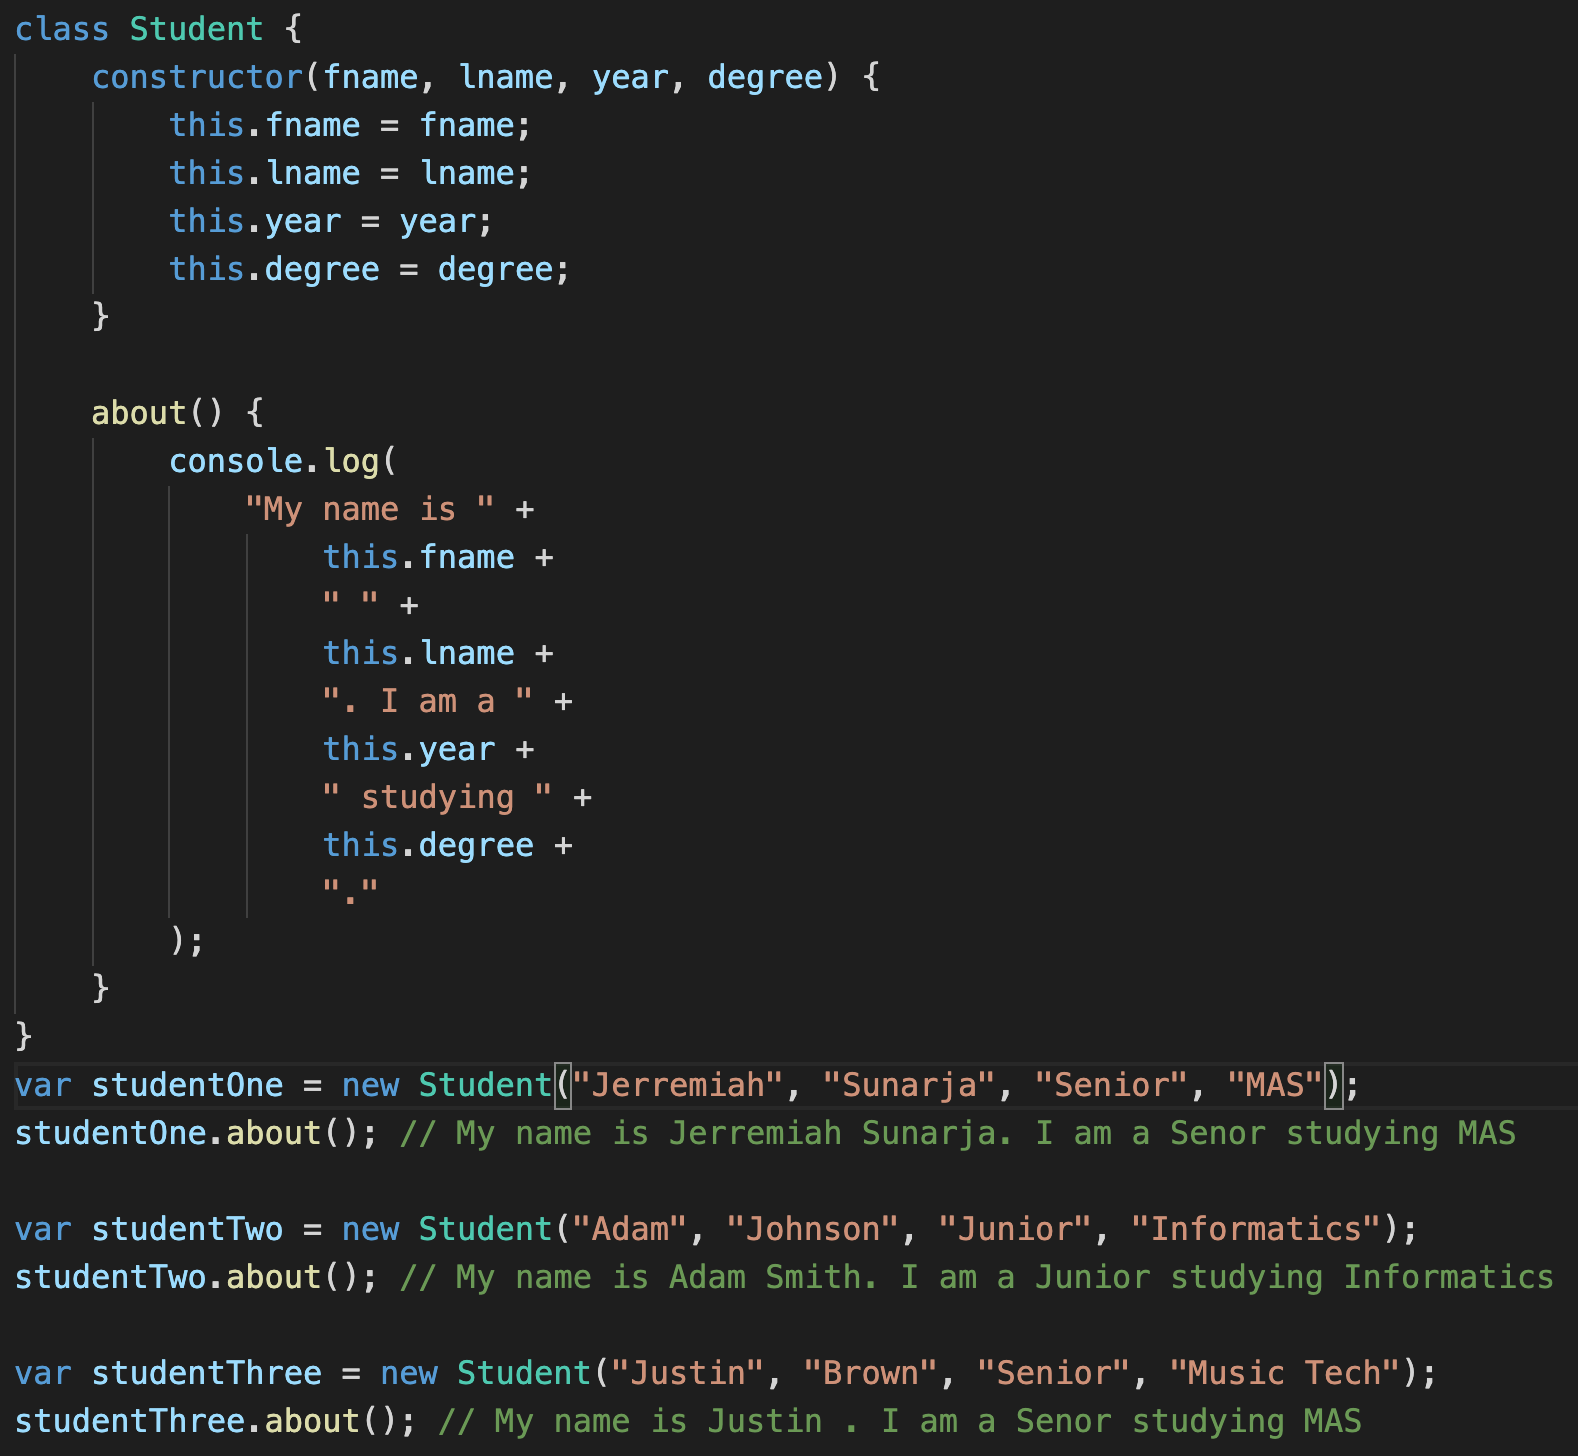 class Student {
    constructor(fname, lname, year, degree) {
        this.fname = fname;
        this.lname = lname;
        this.year = year;
        this.degree = degree;
    }

    about() {
        console.log(
            "My name is " +
                this.fname +
                " " +
                this.lname +
                ". I am a " +
                this.year +
                " studying " +
                this.degree +
                "."
        );
    }
}
var studentOne = new Student("Jerremiah", "Sunarja", "Senior", "MAS");
studentOne.about(); // My name is Jerremiah Sunarja. I am a Senor studying MAS

var studentTwo = new Student("Adam", "Johnson", "Junior", "Informatics");
studentTwo.about(); // My name is Adam Smith. I am a Junior studying Informatics

var studentThree = new Student("Justin", "Brown", "Senior", "Music Tech");
studentThree.about(); // My name is Justin . I am a Senor studying MAS